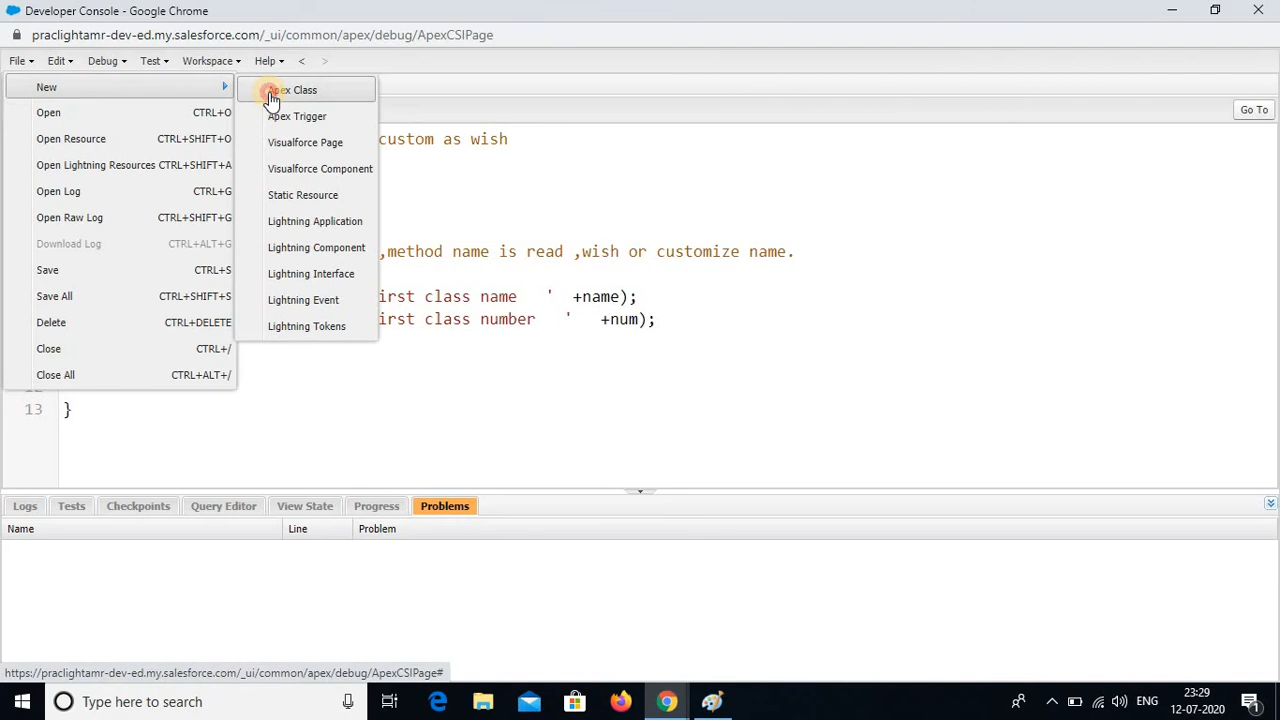 Developer Console - Google Chrome
praclightamr-dev-ed.my.salesforce.com/_ui/common/apex/debug/ApexCSIPage
File Edit Debug Test Workspace Help < >
New
Open CTRL+O
Open Resource CTRL+SHIFT+O
Open Lightning Resources CTRL+SHIFT+A
Open Log CTRL+G
Open Raw Log CTRL+SHIFT+G
Download Log CTRL+ALT+G
Save CTRL+S
Save All CTRL+SHIFT+S
Delete CTRL+DELETE
Close CTRL+/
Close All CTRL+ALT+/
Apex Class
Apex Trigger
Visualforce Page
Visualforce Component
Static Resource
Lightning Application
Lightning Component
Lightning Interface
Lightning Event
Lightning Tokens
Go To
custom as wish
,method name is read ,wish or customize name.
irst class name ' +name);
irst class number ' +num);
13 }
Logs Tests Checkpoints Query Editor View State Progress Problems
Name Line Problem
https://praclightamr-dev-ed.my.salesforce.com/_ui/common/apex/debug/ApexCSIPage#
Type here to search
ENG
23:29
12-07-2020
1